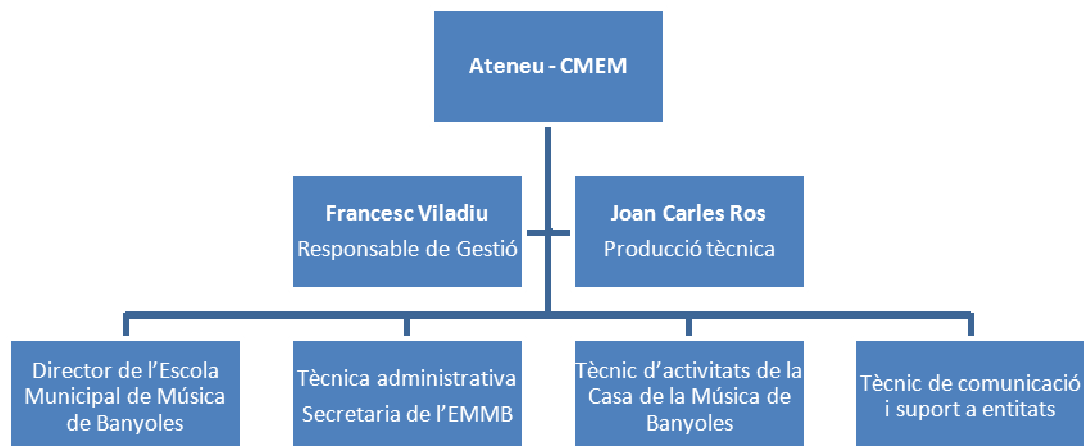 Ateneu - CMEM
Francesc Viladiu
Responsable de Gestió
Joan Carles Ros
Producció tècnica
Director de l’Escola
Municipal de Música
de Banyoles
Tècnica administrativa
Secretaria de l’EMMB
Tècnic d’activitats de la
Casa de la Música de
Banyoles
Tècnic de comunicació
i suport a entitats